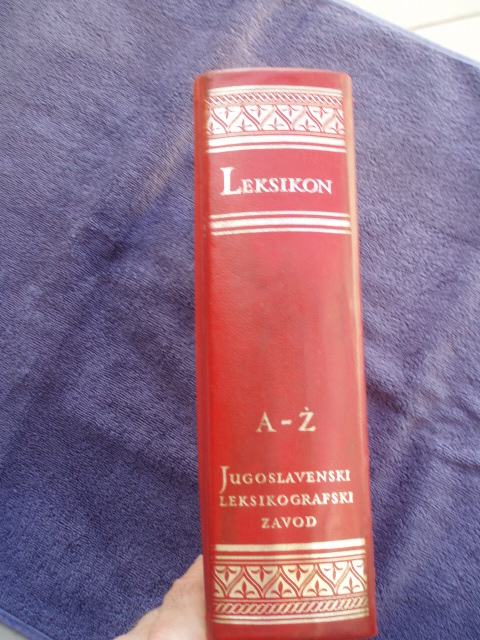 LEKSIKON
A-Ż
JUGOSLAVENSKI
LEKSIKOGRAFSKI
ZAVOD